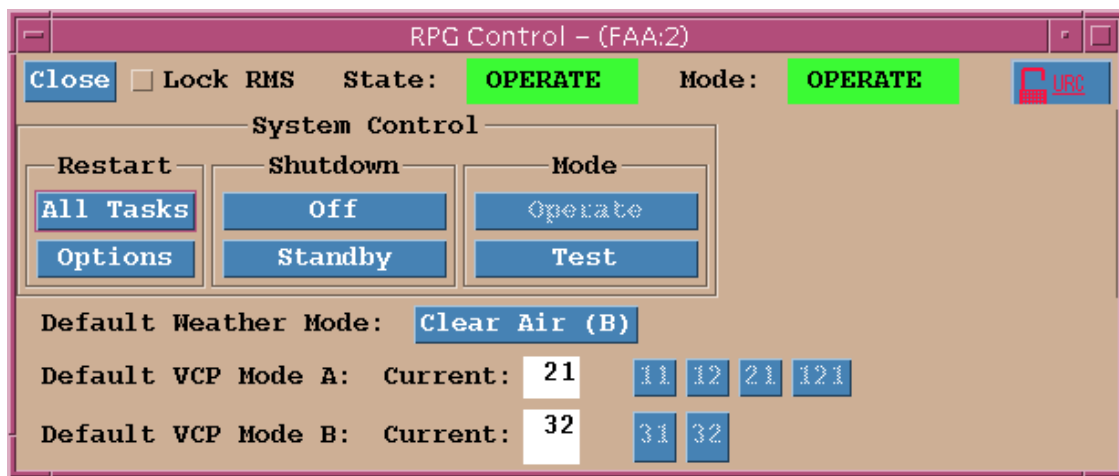 RPG Control – (FAA:2)
Close Lock RMS State: OPERATE Mode: OPERATE URC
System Control
Restart Shutdown Mode
All Tasks Off Operate
Options Standby Test
Default Weather Mode: Clear Air (B)
Default VCP Mode A: Current: 21 11 12 21 121
Default VCP Mode B: Current: 32 31 32